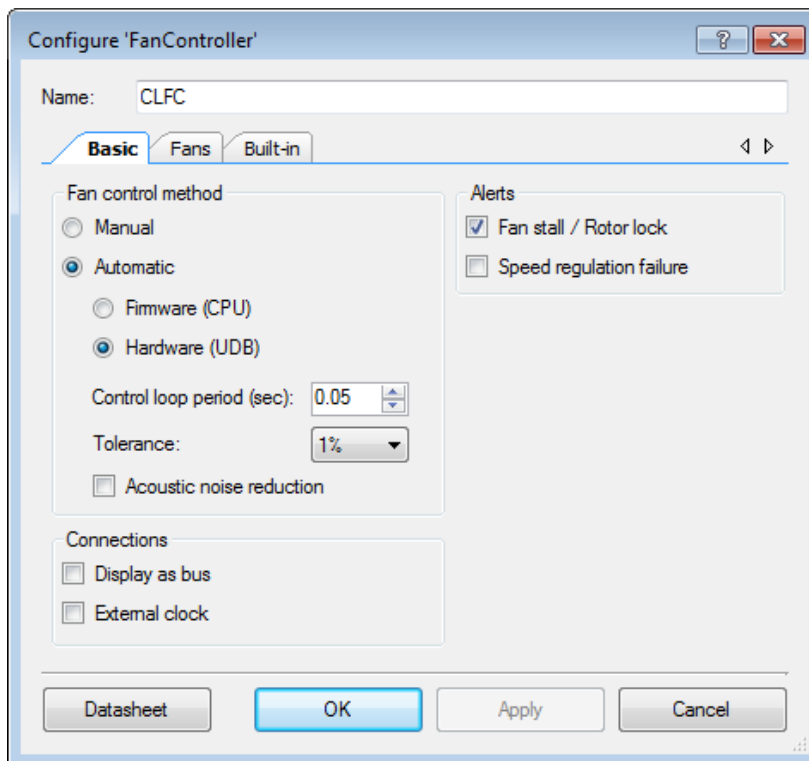 Configure 'FanController'
Name: CLFC
Basic Fans Built-in
Fan control method
Manual
Automatic
Firmware (CPU)
Hardware (UDB)
Control loop period (sec): 0.05
Tolerance: 1%
Acoustic noise reduction
Alerts
Fan stall / Rotor lock
Speed regulation failure
Connections
Display as bus
External clock
Datasheet OK Apply Cancel